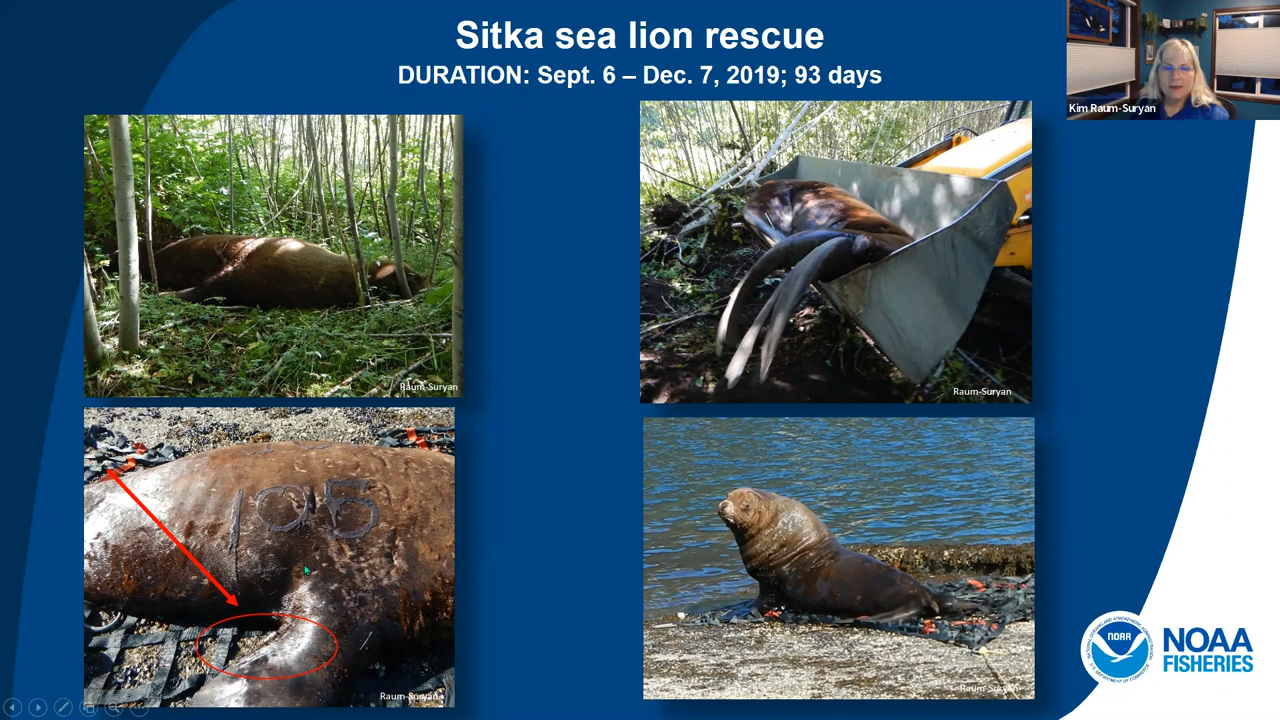 Sitka sea lion rescue
DURATION: Sept. 6 – Dec. 7, 2019; 93 days
Kim Raum-Suryan
Raum-Suryan
Raum-Suryan
105
Raum-Suryan
Raum-Suryan
NOAA
NOAA
FISHERIES